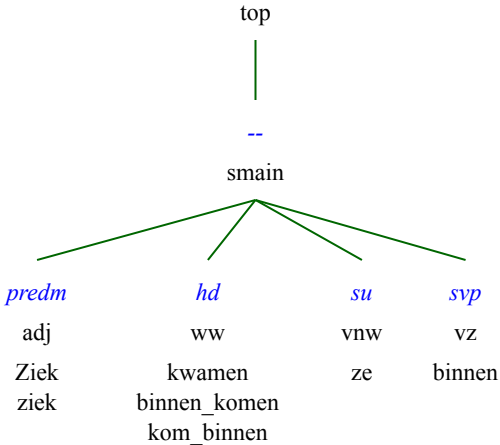 top
--
smain
predm hd su svp
adj ww vnw vz
Ziek kwamen ze binnen
ziek binnen_komen
kom_binnen